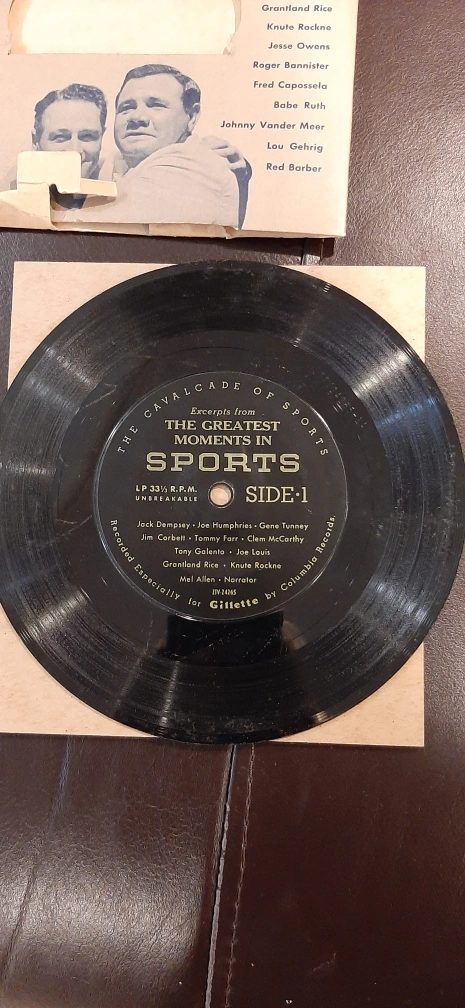 Grantland Rice
Knute Rockne
Jesse Owens
Roger Bannister
Fred Capossela
Babe Ruth
Johnny Vander Meer
Lou Gehrig
Red Barber
THE CAVALCADE OF SPORTS
Excerpts from
THE GREATEST
MOMENTS IN
SPORTS
LP 33⅓ R.P.M.
UNBREAKABLE
SIDE·1
Jack Dempsey • Joe Humphries • Gene Tunney
Jim Corbett • Tommy Farr • Clem McCarthy
Tony Galento • Joe Louis
Grantland Rice • Knute Rockne
Mel Allen • Narrator
ZTV-24265
Recorded Especially for Gillette by Columbia Records.